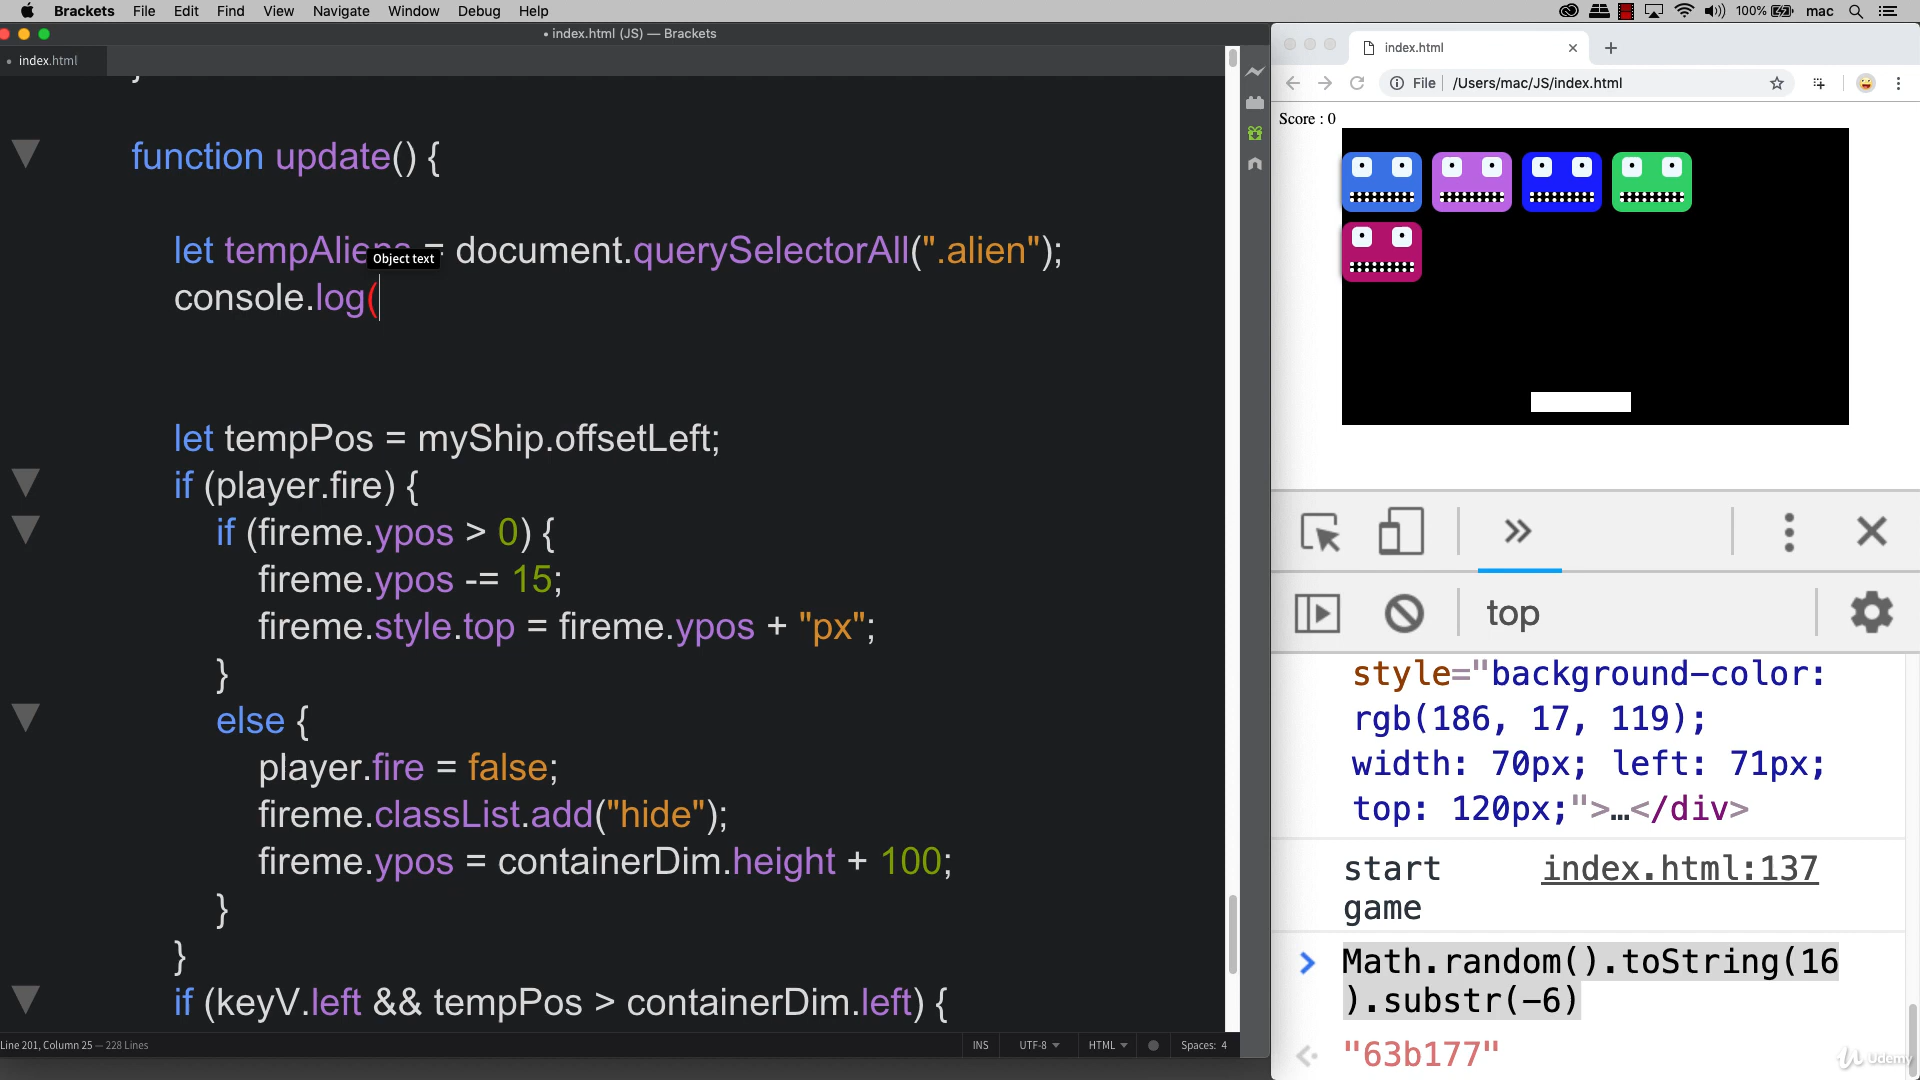 Brackets File Edit Find View Navigate Window Debug Help 100% mac
• index.html (JS) — Brackets
• index.html
}
function update() {
let tempAliens = document.querySelectorAll(".alien");
Object text
console.log(
let tempPos = myShip.offsetLeft;
if (player.fire) {
if (fireme.ypos > 0) {
fireme.ypos -= 15;
fireme.style.top = fireme.ypos + "px";
}
else {
player.fire = false;
fireme.classList.add("hide");
fireme.ypos = containerDim.height + 100;
}
}
if (keyV.left && tempPos > containerDim.left) {
Line 201, Column 25 — 228 Lines
INS UTF-8 HTML Spaces: 4
index.html
File /Users/mac/JS/index.html
Score : 0
top
style="background-color:
rgb(186, 17, 119);
width: 70px; left: 71px;
top: 120px;">…</div>
start index.html:137
game
Math.random().toString(16
).substr(-6)
"63b177"
Udemy